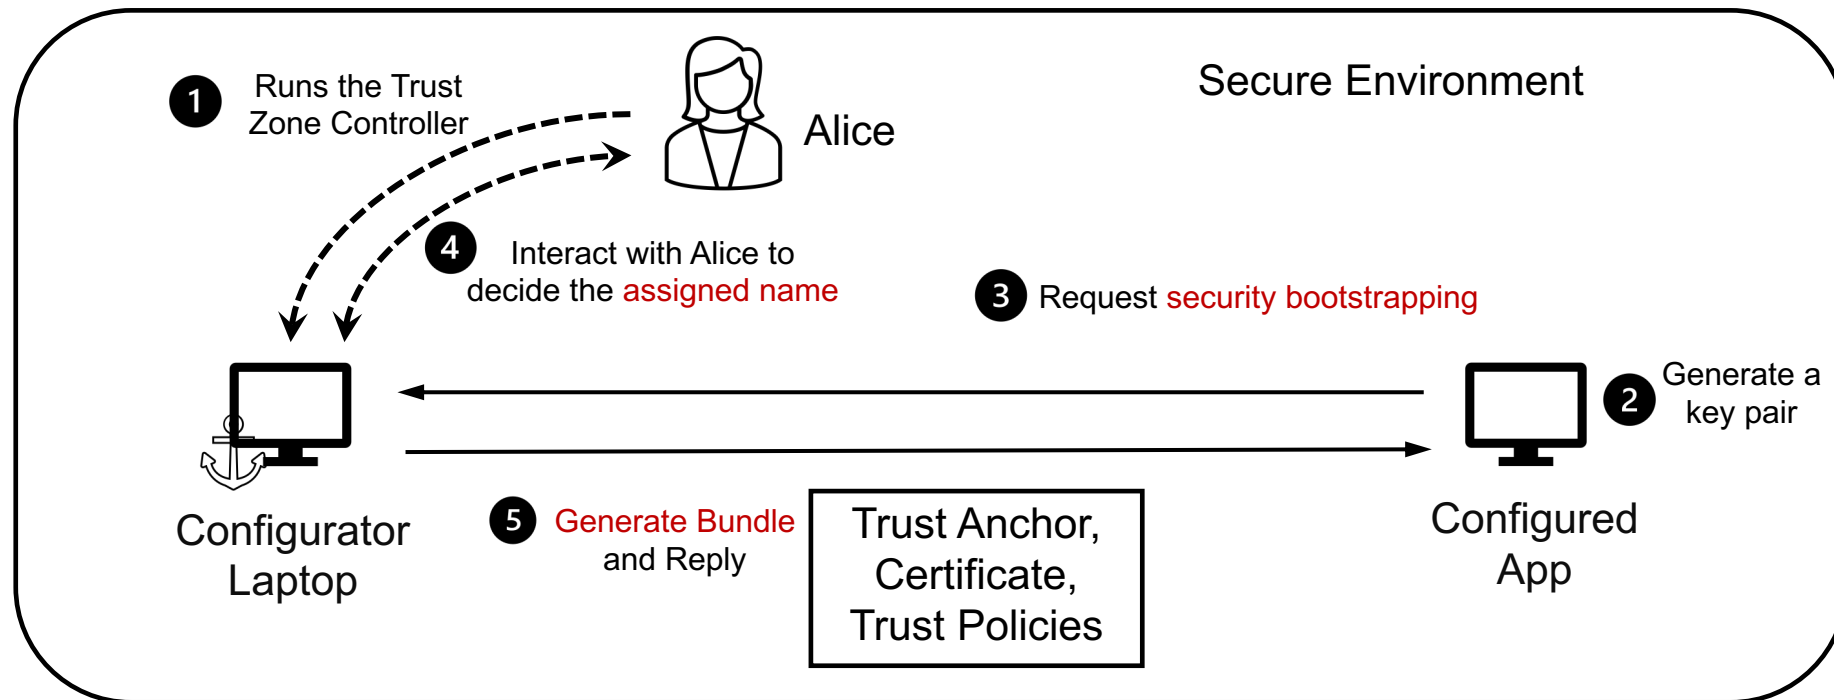 Secure Environment
1
Runs the Trust
Zone Controller
Alice
4
Interact with Alice to
decide the assigned name
3
Request security bootstrapping
2
Generate a
key pair
Configurator
Laptop
5
Generate Bundle
and Reply
Trust Anchor,
Certificate,
Trust Policies
Configured
App